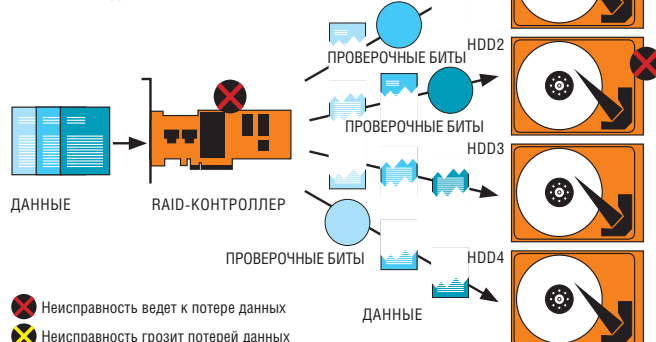 HDD2
ПРОВЕРОЧНЫЕ БИТЫ
ПРОВЕРОЧНЫЕ БИТЫ
HDD3
ДАННЫЕ
RAID-КОНТРОЛЛЕР
ПРОВЕРОЧНЫЕ БИТЫ
HDD4
Неисправность ведет к потере данных
ДАННЫЕ
Неисправность грозит потерей данных